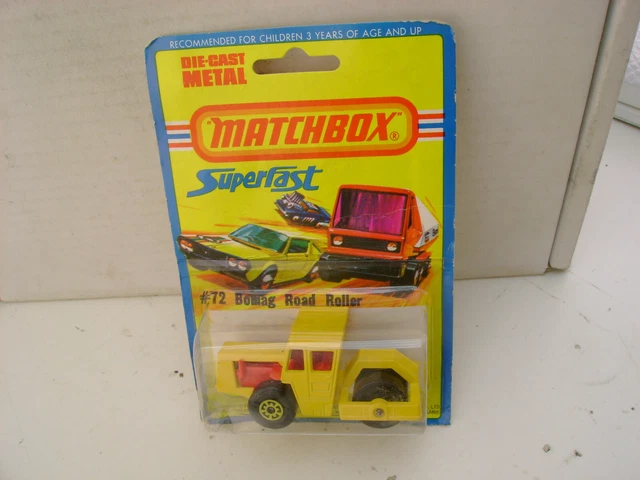 RECOMMENDED FOR CHILDREN 3 YEARS OF AGE AND UP
DIE-CAST
METAL
"MATCHBOX"®
Superfast
#72 Bomag Road Roller